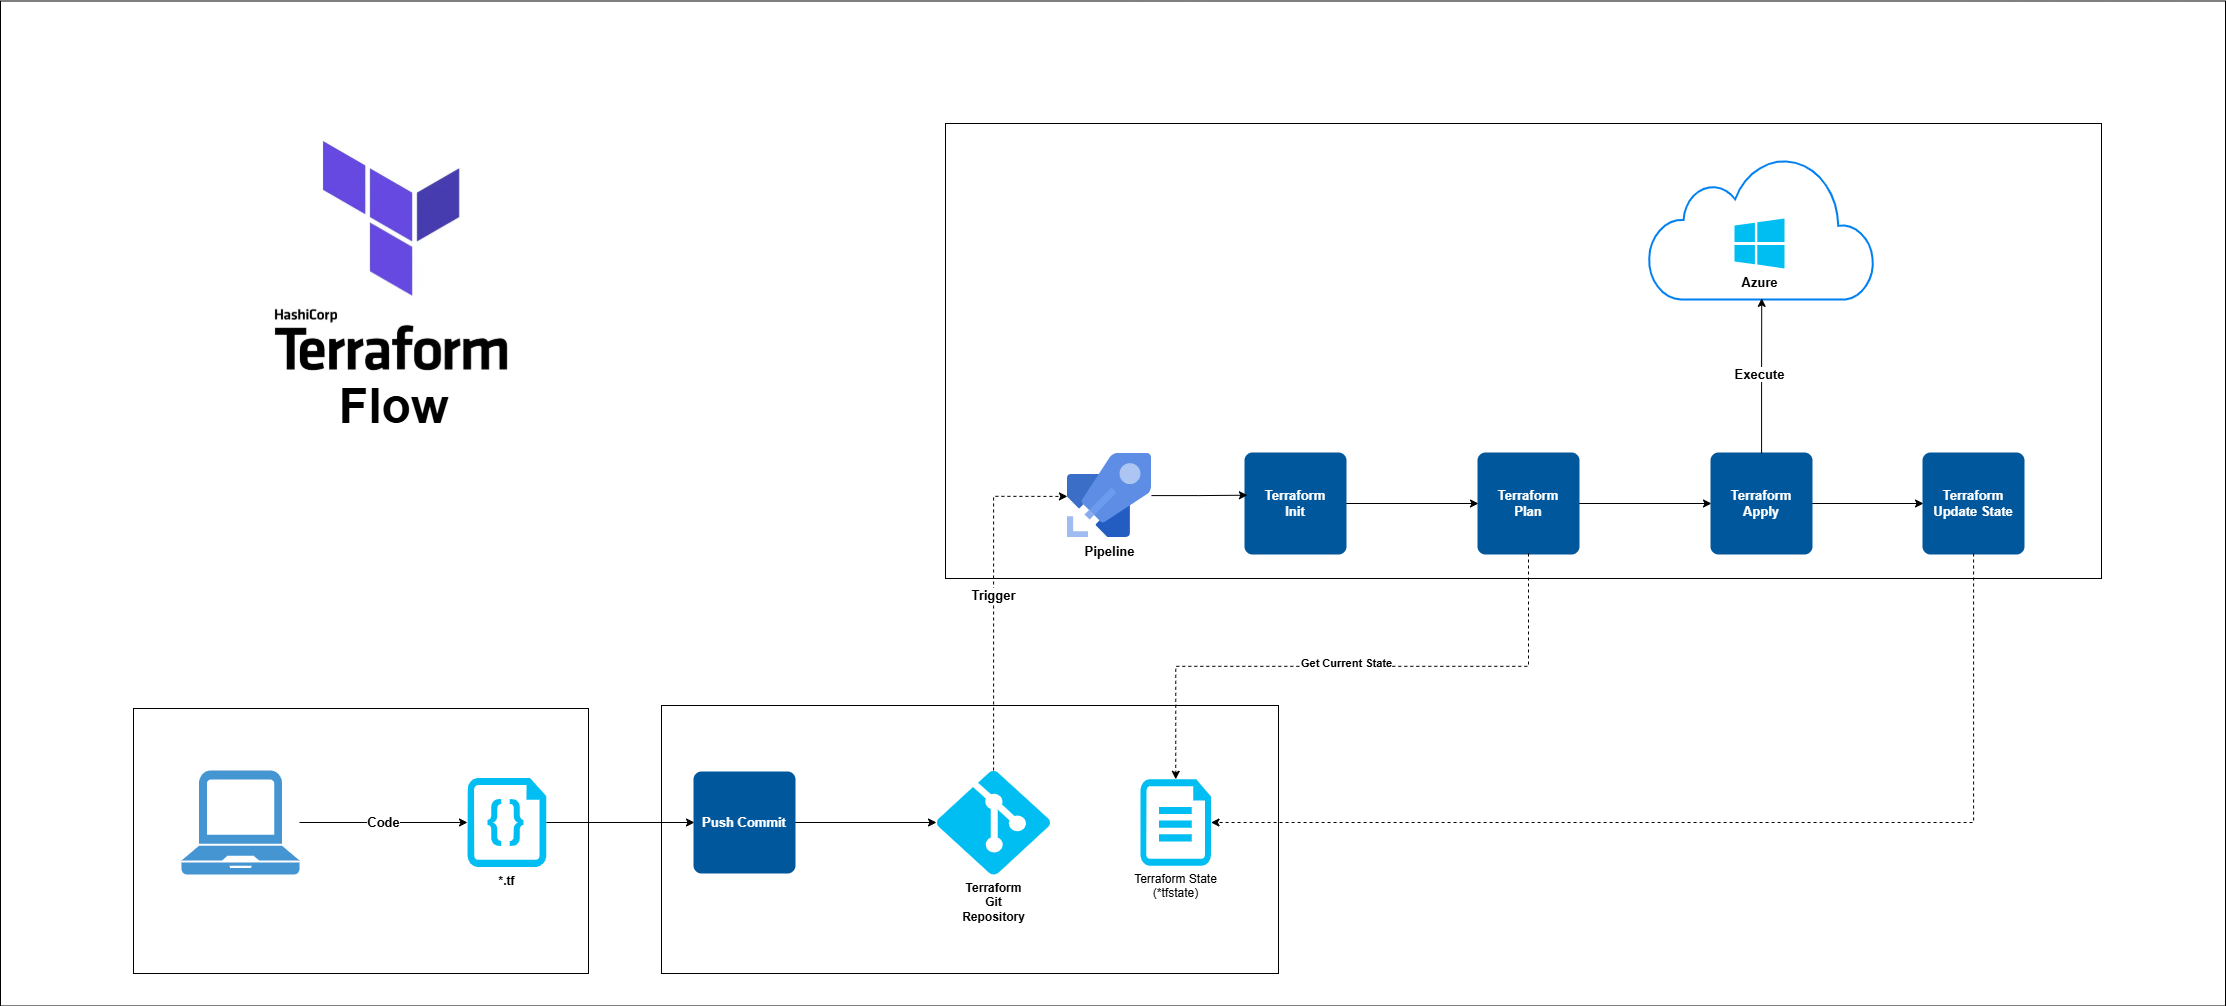 HashiCorp
Terraform
Flow
Azure
Execute
Pipeline
Terraform
Init
Terraform
Plan
Terraform
Apply
Terraform
Update State
Trigger
Get Current State
Code
*.tf
Push Commit
Terraform
Git
Repository
Terraform State
(*tfstate)